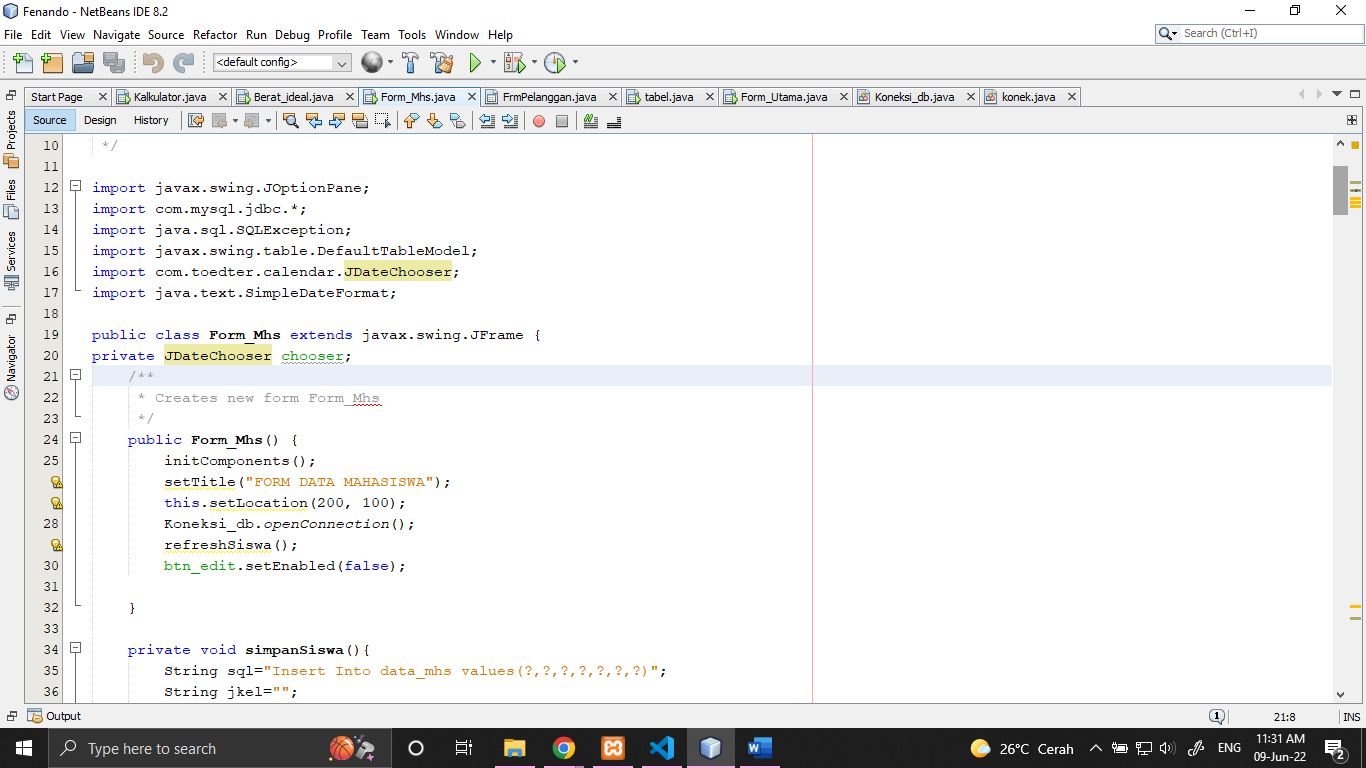 Fenando - NetBeans IDE 8.2
File Edit View Navigate Source Refactor Run Debug Profile Team Tools Window Help
Search (Ctrl+I)
<default config>
Start Page Kalkulator.java Berat_ideal.java Form_Mhs.java FrmPelanggan.java tabel.java Form_Utama.java Koneksi_db.java konek.java
Source Design History
Projects
Files
Services
Navigator
10 */
11
12 import javax.swing.JOptionPane;
13 import com.mysql.jdbc.*;
14 import java.sql.SQLException;
15 import javax.swing.table.DefaultTableModel;
16 import com.toedter.calendar.JDateChooser;
17 import java.text.SimpleDateFormat;
18
19 public class Form_Mhs extends javax.swing.JFrame {
20 private JDateChooser chooser;
21 /**
22 * Creates new form Form_Mhs
23 */
24 public Form_Mhs() {
25 initComponents();
setTitle("FORM DATA MAHASISWA");
this.setLocation(200, 100);
28 Koneksi_db.openConnection();
refreshSiswa();
30 btn_edit.setEnabled(false);
31
32 }
33
34 private void simpanSiswa(){
35 String sql="Insert Into data_mhs values(?,?,?,?,?,?,?)";
36 String jkel="";
Output
1
21:8
INS
Type here to search
26°C Cerah
ENG
11:31 AM
09-Jun-22
2